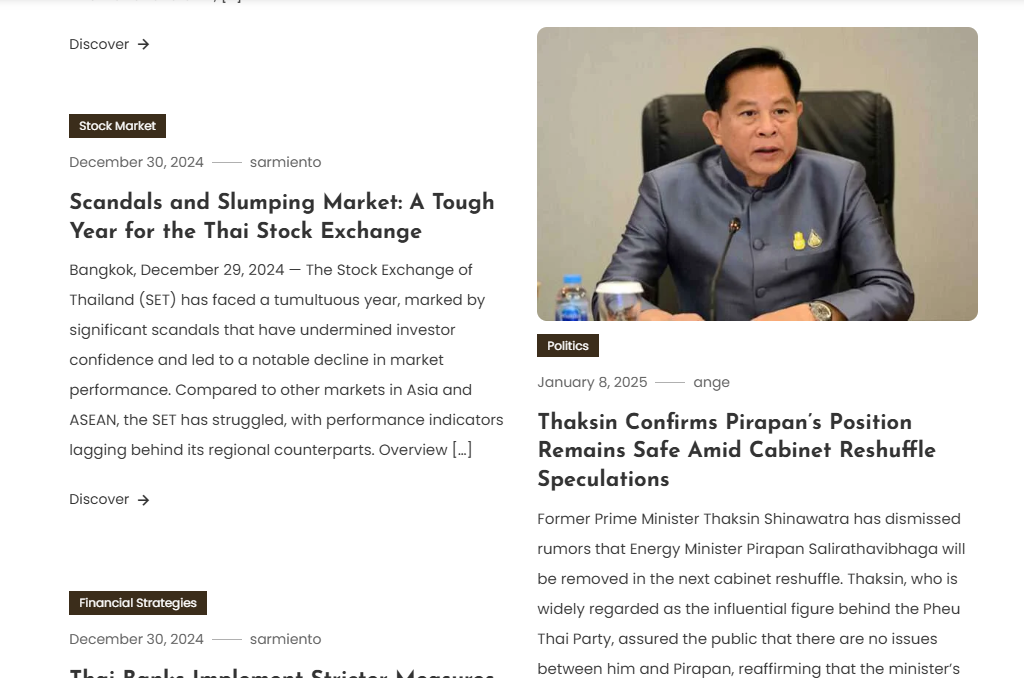 Discover →
Stock Market
December 30, 2024 —— sarmiento
Scandals and Slumping Market: A Tough
Year for the Thai Stock Exchange
Bangkok, December 29, 2024 — The Stock Exchange of
Thailand (SET) has faced a tumultuous year, marked by
significant scandals that have undermined investor
confidence and led to a notable decline in market
performance. Compared to other markets in Asia and
ASEAN, the SET has struggled, with performance indicators
lagging behind its regional counterparts. Overview [...]
Discover →
Financial Strategies
December 30, 2024 —— sarmiento
Thai Banks Implement Stricter Measures
Politics
January 8, 2025 —— ange
Thaksin Confirms Pirapan’s Position
Remains Safe Amid Cabinet Reshuffle
Speculations
Former Prime Minister Thaksin Shinawatra has dismissed
rumors that Energy Minister Pirapan Salirathavibhaga will
be removed in the next cabinet reshuffle. Thaksin, who is
widely regarded as the influential figure behind the Pheu
Thai Party, assured the public that there are no issues
between him and Pirapan, reaffirming that the minister’s